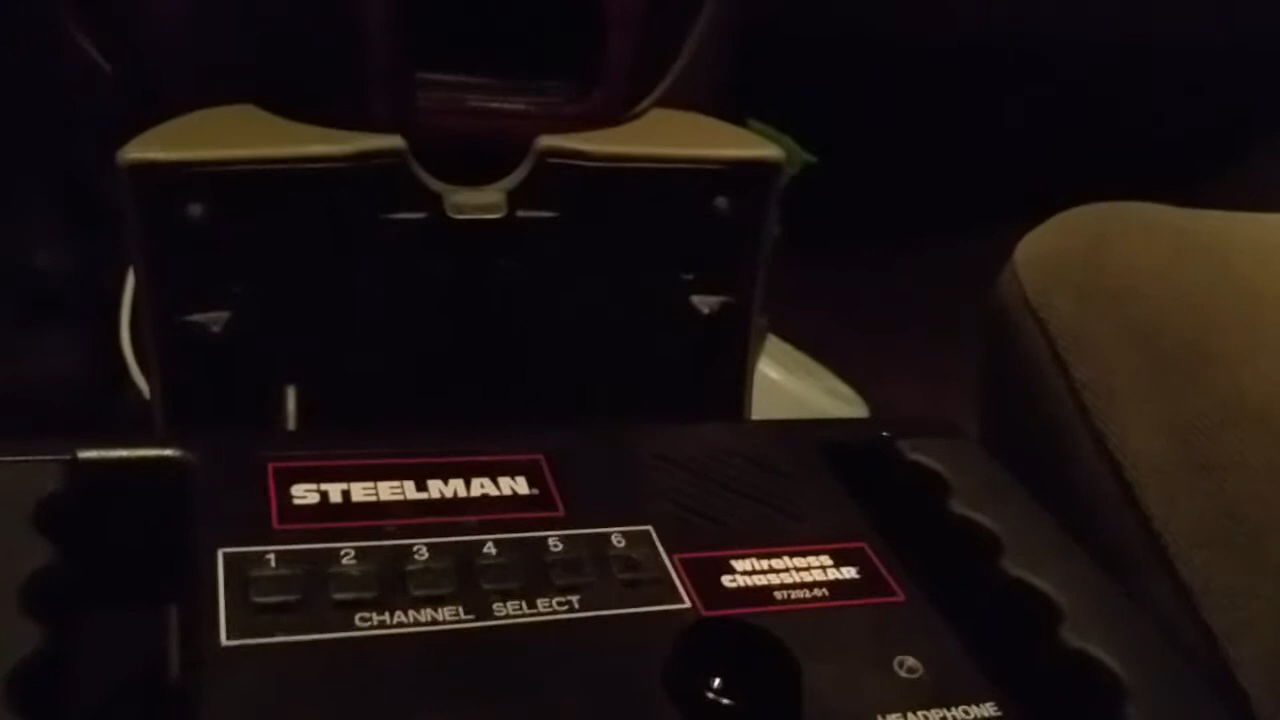 STEELMAN
1 2 3 4 5 6
CHANNEL SELECT
Wireless
ChassisEAR
97202-01
HEADPHONE